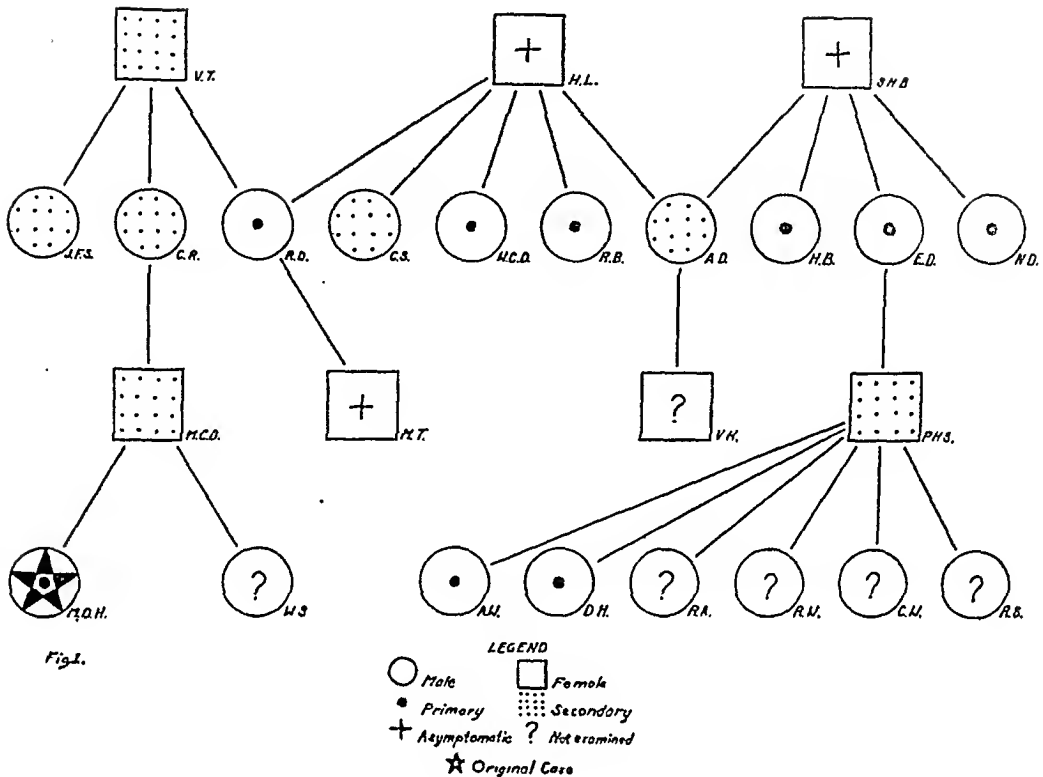 V.T.
H.L.
S.H.B
J.F.S.
C.R.
R.D.
C.S.
W.C.D.
R.B.
A.D.
H.B.
E.D.
N.D.
M.C.D.
+
M.T.
?
V.H.
P.H.S.
M.D.H.
?
W.S
A.W.
D.H.
?
R.A.
?
R.W.
?
C.W.
?
R.S.
Fig 1.
LEGEND
Male Female
Primary Secondary
+ Asymptomatic ? Not examined
Original Case